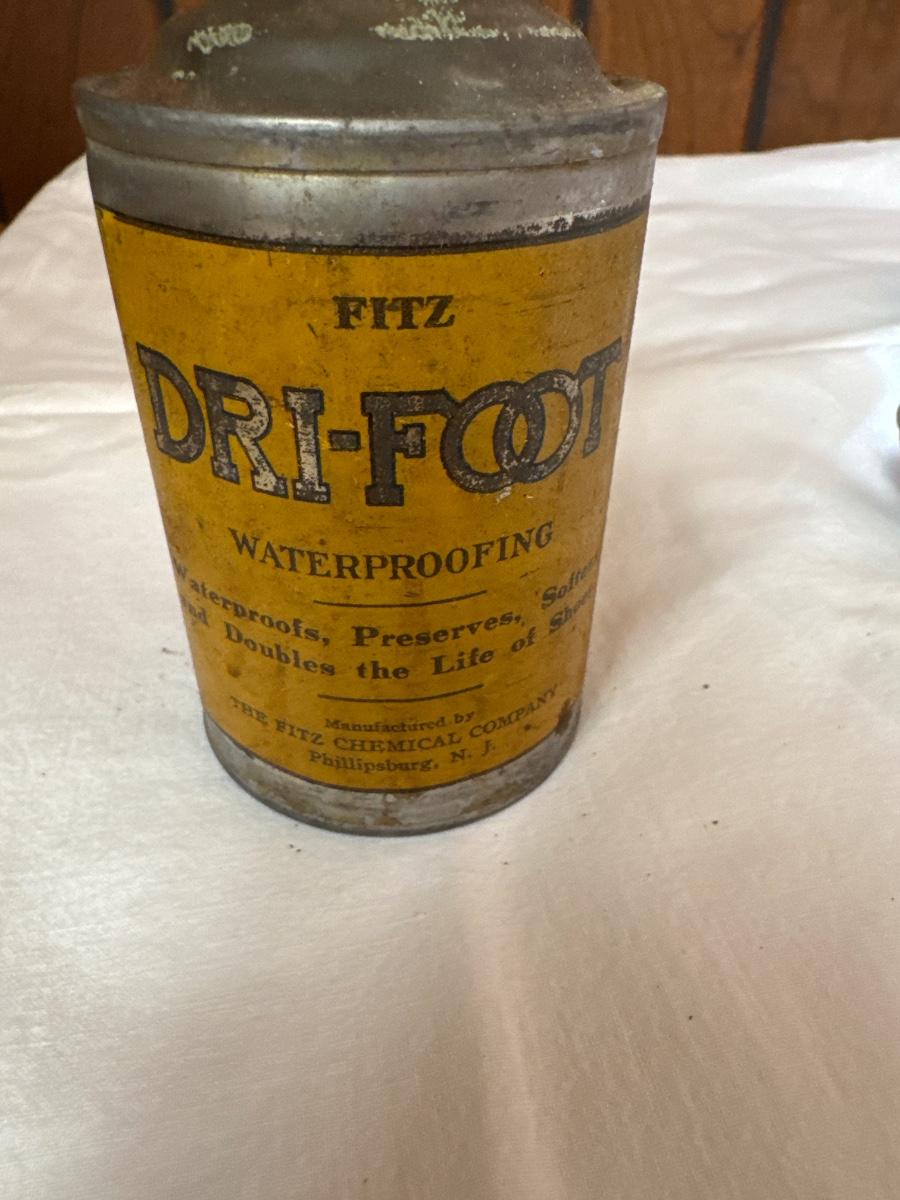 FITZ
DRI-FOOT
WATERPROOFING
Waterproofs, Preserves, Soften
and Doubles the Life of Shoes
Manufactured by
THE FITZ CHEMICAL COMPANY
Phillipsburg, N. J.